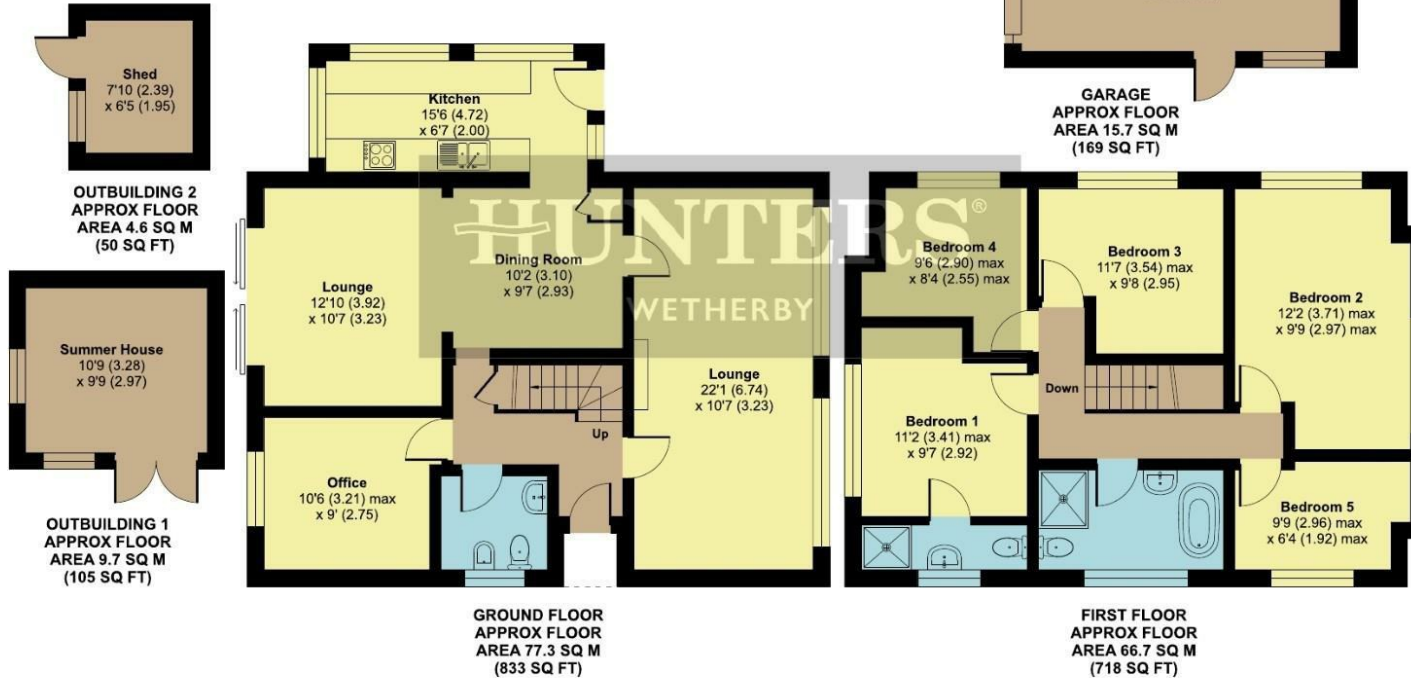 Shed
7'10 (2.39)
x 6'5 (1.95)
OUTBUILDING 2
APPROX FLOOR
AREA 4.6 SQ M
(50 SQ FT)
Summer House
10'9 (3.28)
x 9'9 (2.97)
OUTBUILDING 1
APPROX FLOOR
AREA 9.7 SQ M
(105 SQ FT)
Kitchen
15'6 (4.72)
x 6'7 (2.00)
HUNTERS®
WETHERBY
Lounge
12'10 (3.92)
x 10'7 (3.23)
Dining Room
10'2 (3.10)
x 9'7 (2.93)
Lounge
22'1 (6.74)
x 10'7 (3.23)
Up
Office
10'6 (3.21) max
x 9' (2.75)
GROUND FLOOR
APPROX FLOOR
AREA 77.3 SQ M
(833 SQ FT)
GARAGE
APPROX FLOOR
AREA 15.7 SQ M
(169 SQ FT)
Bedroom 4
9'6 (2.90) max
x 8'4 (2.55) max
Bedroom 3
11'7 (3.54) max
x 9'8 (2.95)
Bedroom 2
12'2 (3.71) max
x 9'9 (2.97) max
Down
Bedroom 1
11'2 (3.41) max
x 9'7 (2.92)
Bedroom 5
9'9 (2.96) max
x 6'4 (1.92) max
FIRST FLOOR
APPROX FLOOR
AREA 66.7 SQ M
(718 SQ FT)